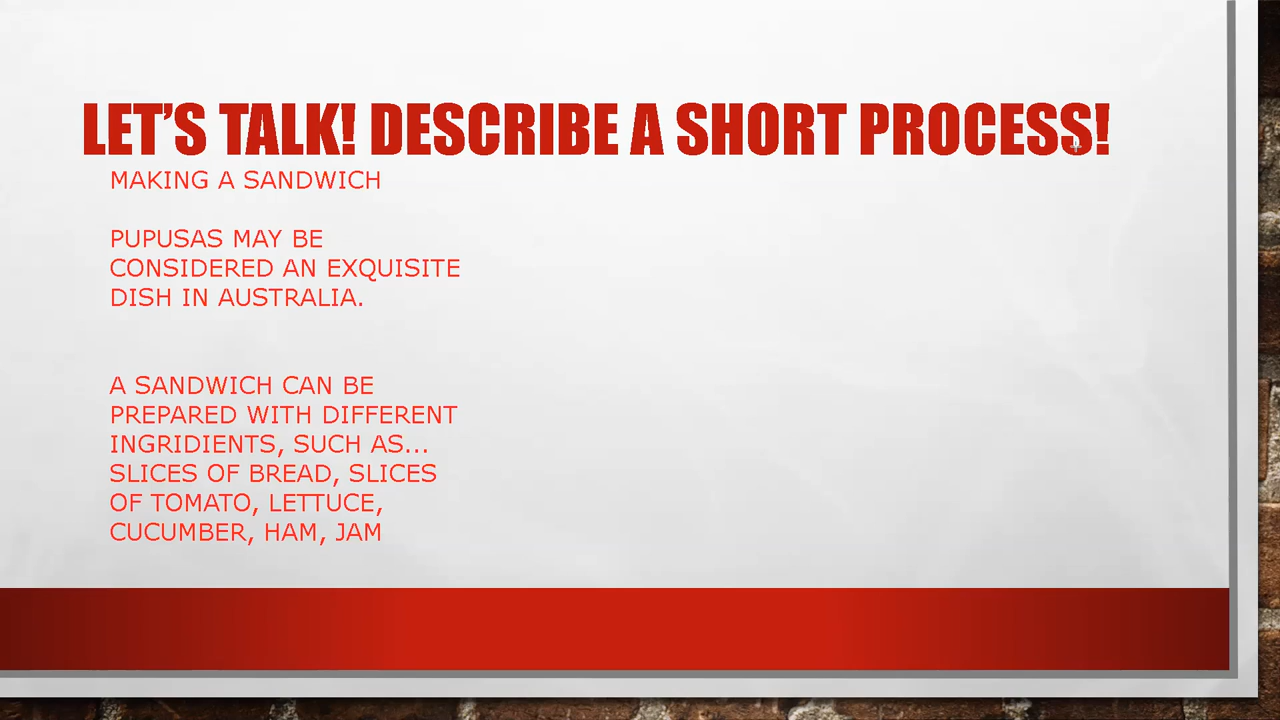 LET'S TALK! DESCRIBE A SHORT PROCESS!
MAKING A SANDWICH
PUPUSAS MAY BE
CONSIDERED AN EXQUISITE
DISH IN AUSTRALIA.
A SANDWICH CAN BE
PREPARED WITH DIFFERENT
INGRIDIENTS, SUCH AS...
SLICES OF BREAD, SLICES
OF TOMATO, LETTUCE,
CUCUMBER, HAM, JAM